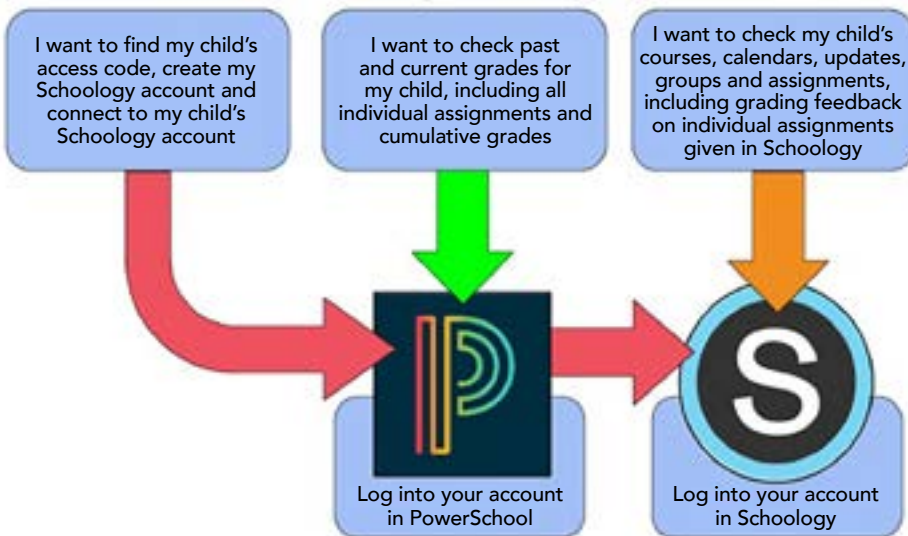 I want to find my child's
access code, create my
Schoology account and
connect to my child's
Schoology account
I want to check past
and current grades for
my child, including all
individual assignments and
cumulative grades
I want to check my child's
courses, calendars, updates,
groups and assignments,
including grading feedback
on individual assignments
given in Schoology
P
S
Log into your account
in PowerSchool
Log into your account
in Schoology